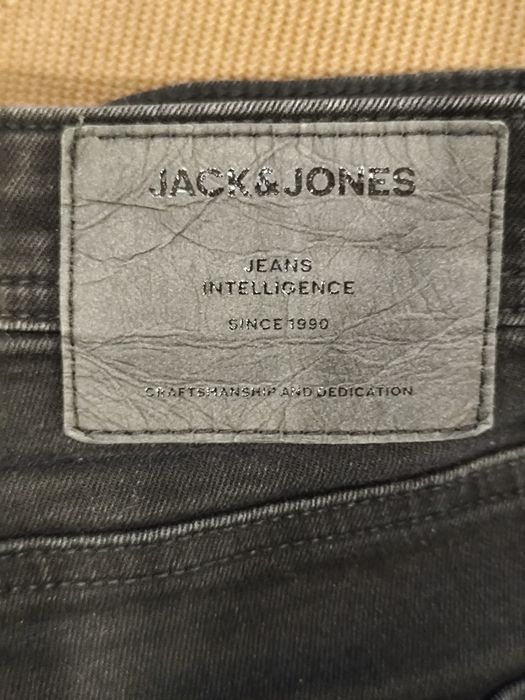 JACK&JONES
JEANS
INTELLIGENCE
SINCE 1990
CRAFTSMANSHIP AND DEDICATION